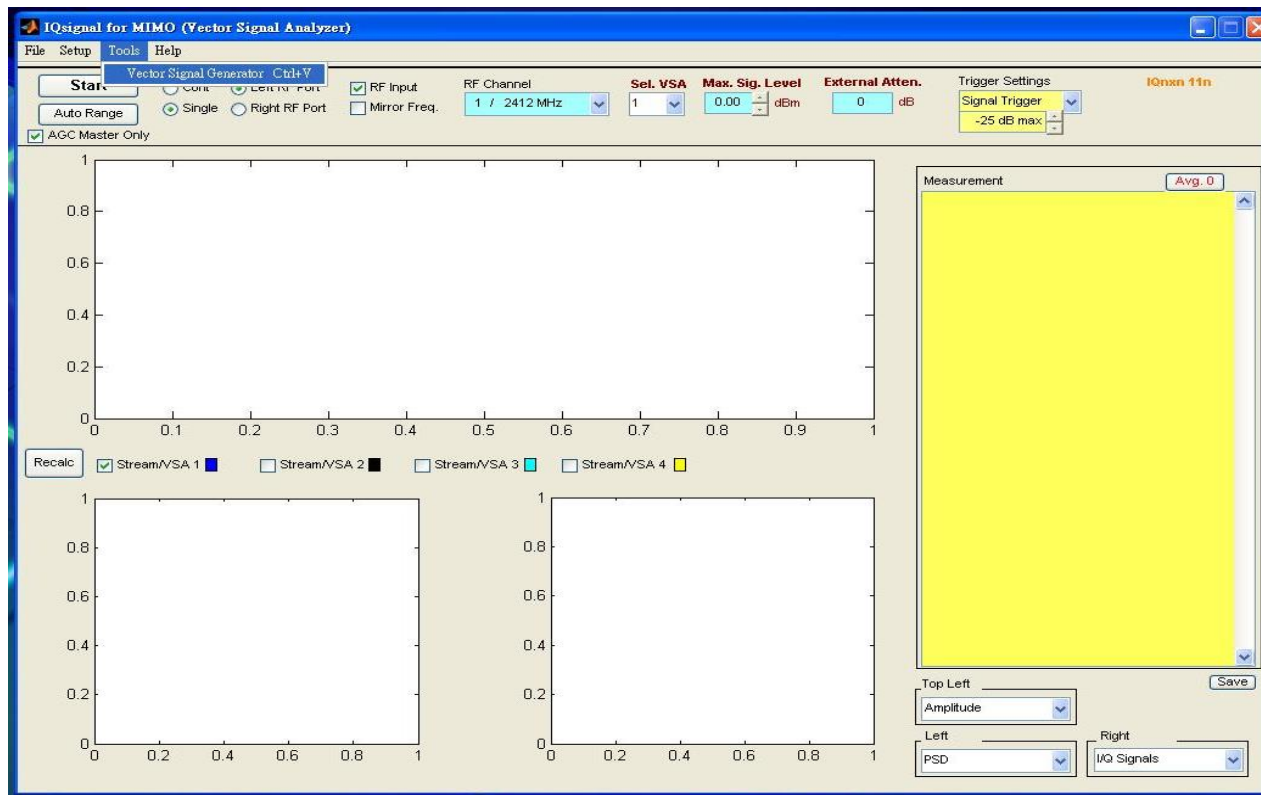 IQsignal for MIMO (Vector Signal Analyzer)
File Setup Tools Help
Vector Signal Generator Ctrl+V
Start Cont Left RF Port RF Input RF Channel Sel. VSA Max. Sig. Level External Atten. Trigger Settings IQnxn 11n
1 / 2412 MHz 1 0.00 dBm 0 dB Signal Trigger
Auto Range Single Right RF Port Mirror Freq. -25 dB max
AGC Master Only
Measurement Avg. 0
1
0.8
0.6
0.4
0.2
0
0 0.1 0.2 0.3 0.4 0.5 0.6 0.7 0.8 0.9 1
Recalc Stream/VSA 1 Stream/VSA 2 Stream/VSA 3 Stream/VSA 4
1
0.8
0.6
0.4
0.2
0
0 0.2 0.4 0.6 0.8 1
1
0.8
0.6
0.4
0.2
0
0 0.2 0.4 0.6 0.8 1
Save
Top Left
Amplitude
Left Right
PSD I/Q Signals